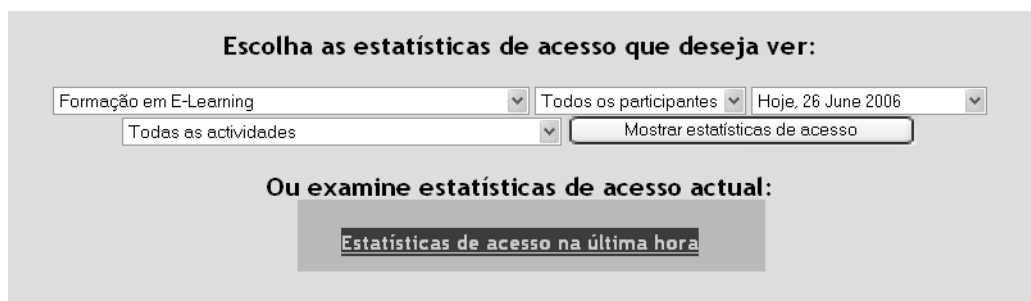 Escolha as estatísticas de acesso que deseja ver:
Formação em E-Learning Todos os participantes Hoje, 26 June 2006
Todas as actividades Mostrar estatísticas de acesso
Ou examine estatísticas de acesso actual:
Estatísticas de acesso na última hora